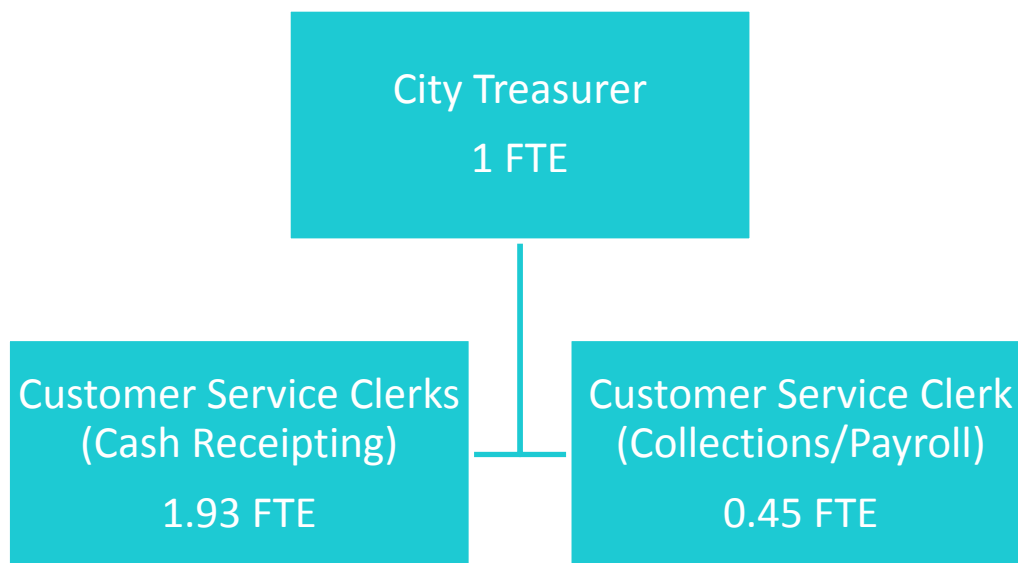 City Treasurer
1 FTE
Customer Service Clerks
(Cash Receipting)
1.93 FTE
Customer Service Clerk
(Collections/Payroll)
0.45 FTE